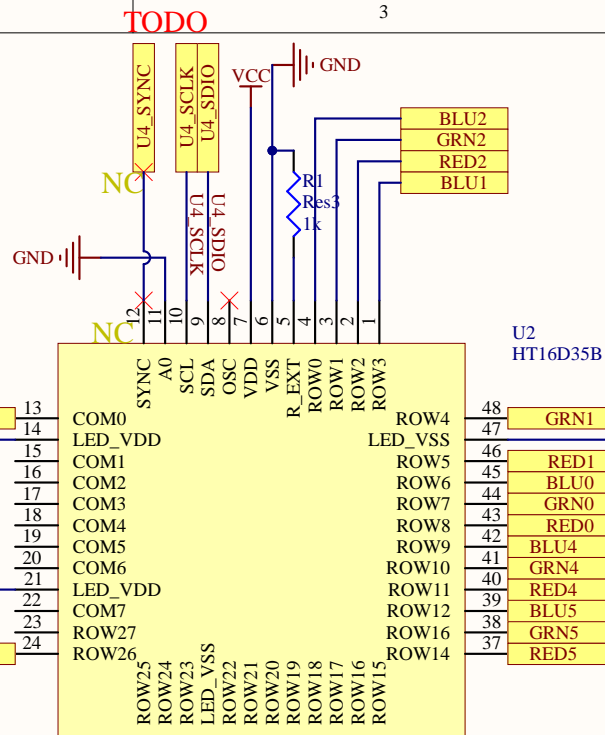 3
TODO
U4_SYNC
U4_SCLK
U4_SDIO
VCC
GND
BLU2
GRN2
RED2
BLU1
NC
R1
Res3
1k
U4_SCLK
U4_SDIO
GND
NC
12
11
10
9
8
7
6
5
4
3
2
1
U2
HT16D35B
SYNC
A0
SCL
SDA
OSC
VDD
VSS
R_EXT
ROW0
ROW1
ROW2
ROW3
13 COM0
14 LED_VDD
15 COM1
16 COM2
17 COM3
18 COM4
19 COM5
20 COM6
21 LED_VDD
22 COM7
23 ROW27
24 ROW26
ROW4 48 GRN1
LED_VSS 47
ROW5 46 RED1
ROW6 45 BLU0
ROW7 44 GRN0
ROW8 43 RED0
ROW9 42 BLU4
ROW10 41 GRN4
ROW11 40 RED4
ROW12 39 BLU5
ROW16 38 GRN5
ROW14 37 RED5
ROW25
ROW24
ROW23
LED_VSS
ROW22
ROW21
ROW20
ROW19
ROW18
ROW17
ROW16
ROW15